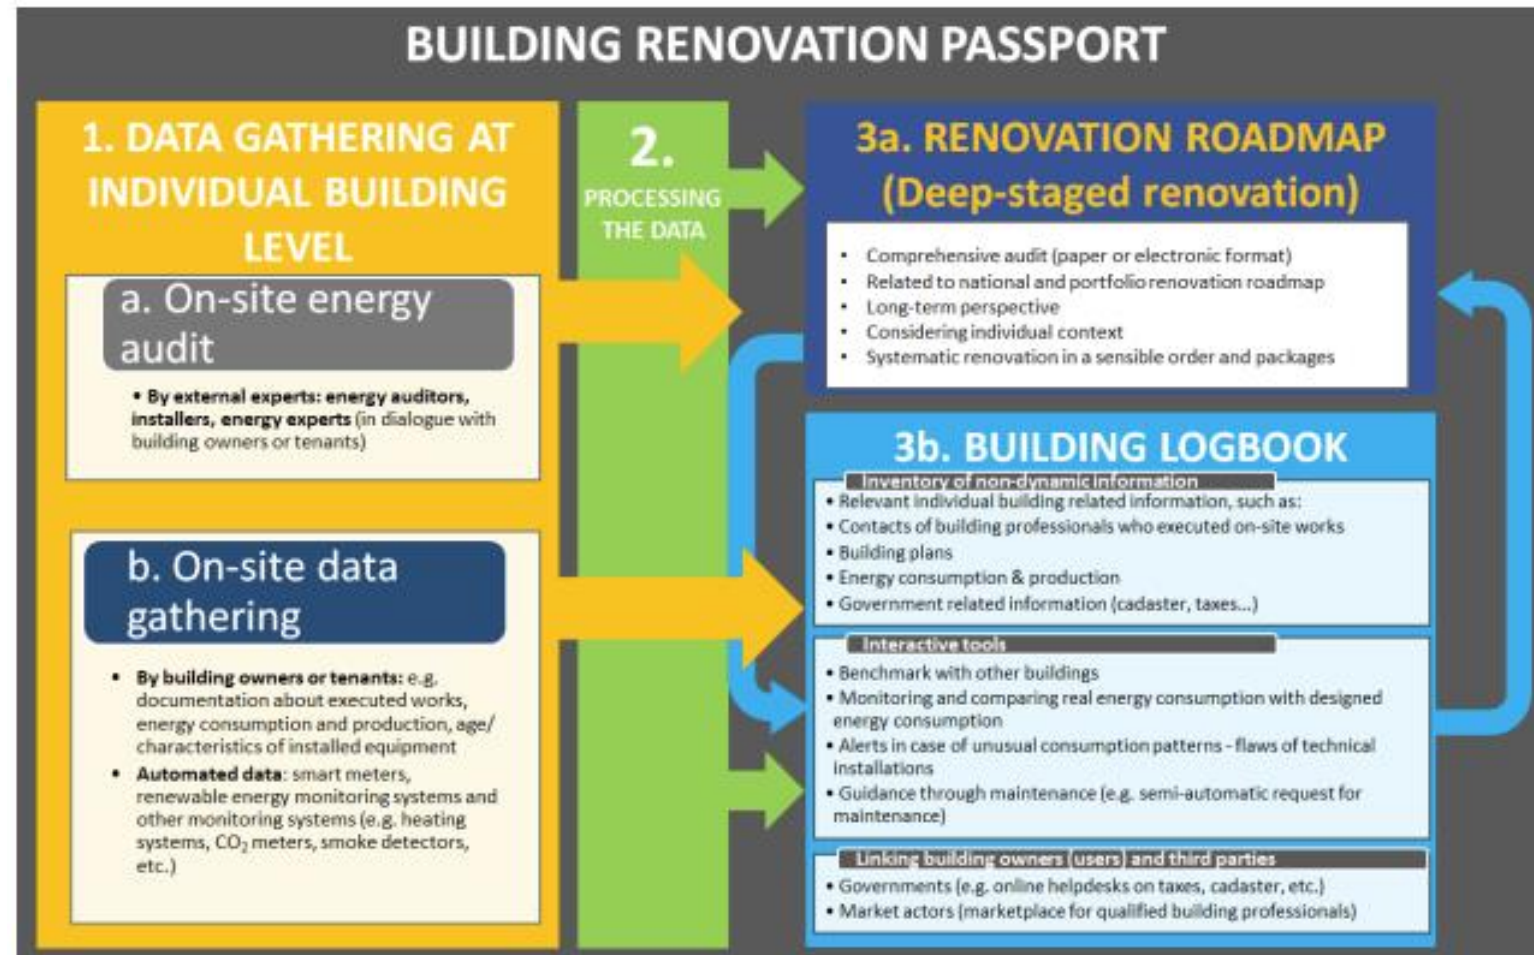 BUILDING RENOVATION PASSPORT
1. DATA GATHERING AT
INDIVIDUAL BUILDING
LEVEL
a. On-site energy
audit
• By external experts: energy auditors,
installers, energy experts (in dialogue with
building owners or tenants)
b. On-site data
gathering
• By building owners or tenants: e.g.
documentation about executed works,
energy consumption and production, age/
characteristics of installed equipment
• Automated data: smart meters,
renewable energy monitoring systems and
other monitoring systems (e.g. heating
systems, CO₂ meters, smoke detectors,
etc.)
2.
PROCESSING
THE DATA
3a. RENOVATION ROADMAP
(Deep-staged renovation)
• Comprehensive audit (paper or electronic format)
• Related to national and portfolio renovation roadmap
• Long-term perspective
• Considering individual context
• Systematic renovation in a sensible order and packages
3b. BUILDING LOGBOOK
Inventory of non-dynamic information
• Relevant individual building related information, such as:
• Contacts of building professionals who executed on-site works
• Building plans
• Energy consumption & production
• Government related information (cadaster, taxes...)
Interactive tools
• Benchmark with other buildings
• Monitoring and comparing real energy consumption with designed
energy consumption
• Alerts in case of unusual consumption patterns - flaws of technical
installations
• Guidance through maintenance (e.g. semi-automatic request for
maintenance)
Linking building owners (users) and third parties
• Governments (e.g. online helpdesks on taxes, cadaster, etc.)
• Market actors (marketplace for qualified building professionals)